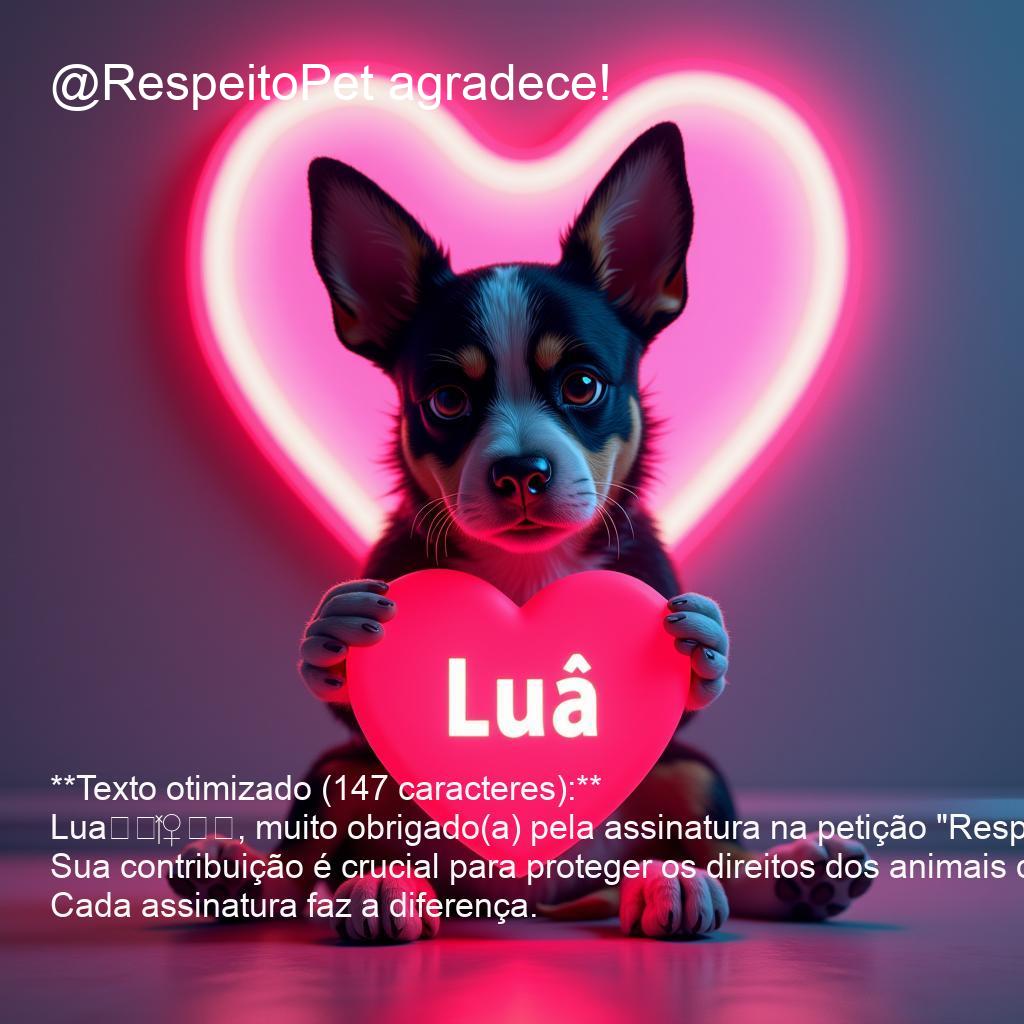 @RespeitoPet agradece!
Luâ
**Texto otimizado (147 caracteres):**
Lua□ □♀□□, muito obrigado(a) pela assinatura na petição "Resp
Sua contribuição é crucial para proteger os direitos dos animais
Cada assinatura faz a diferença.